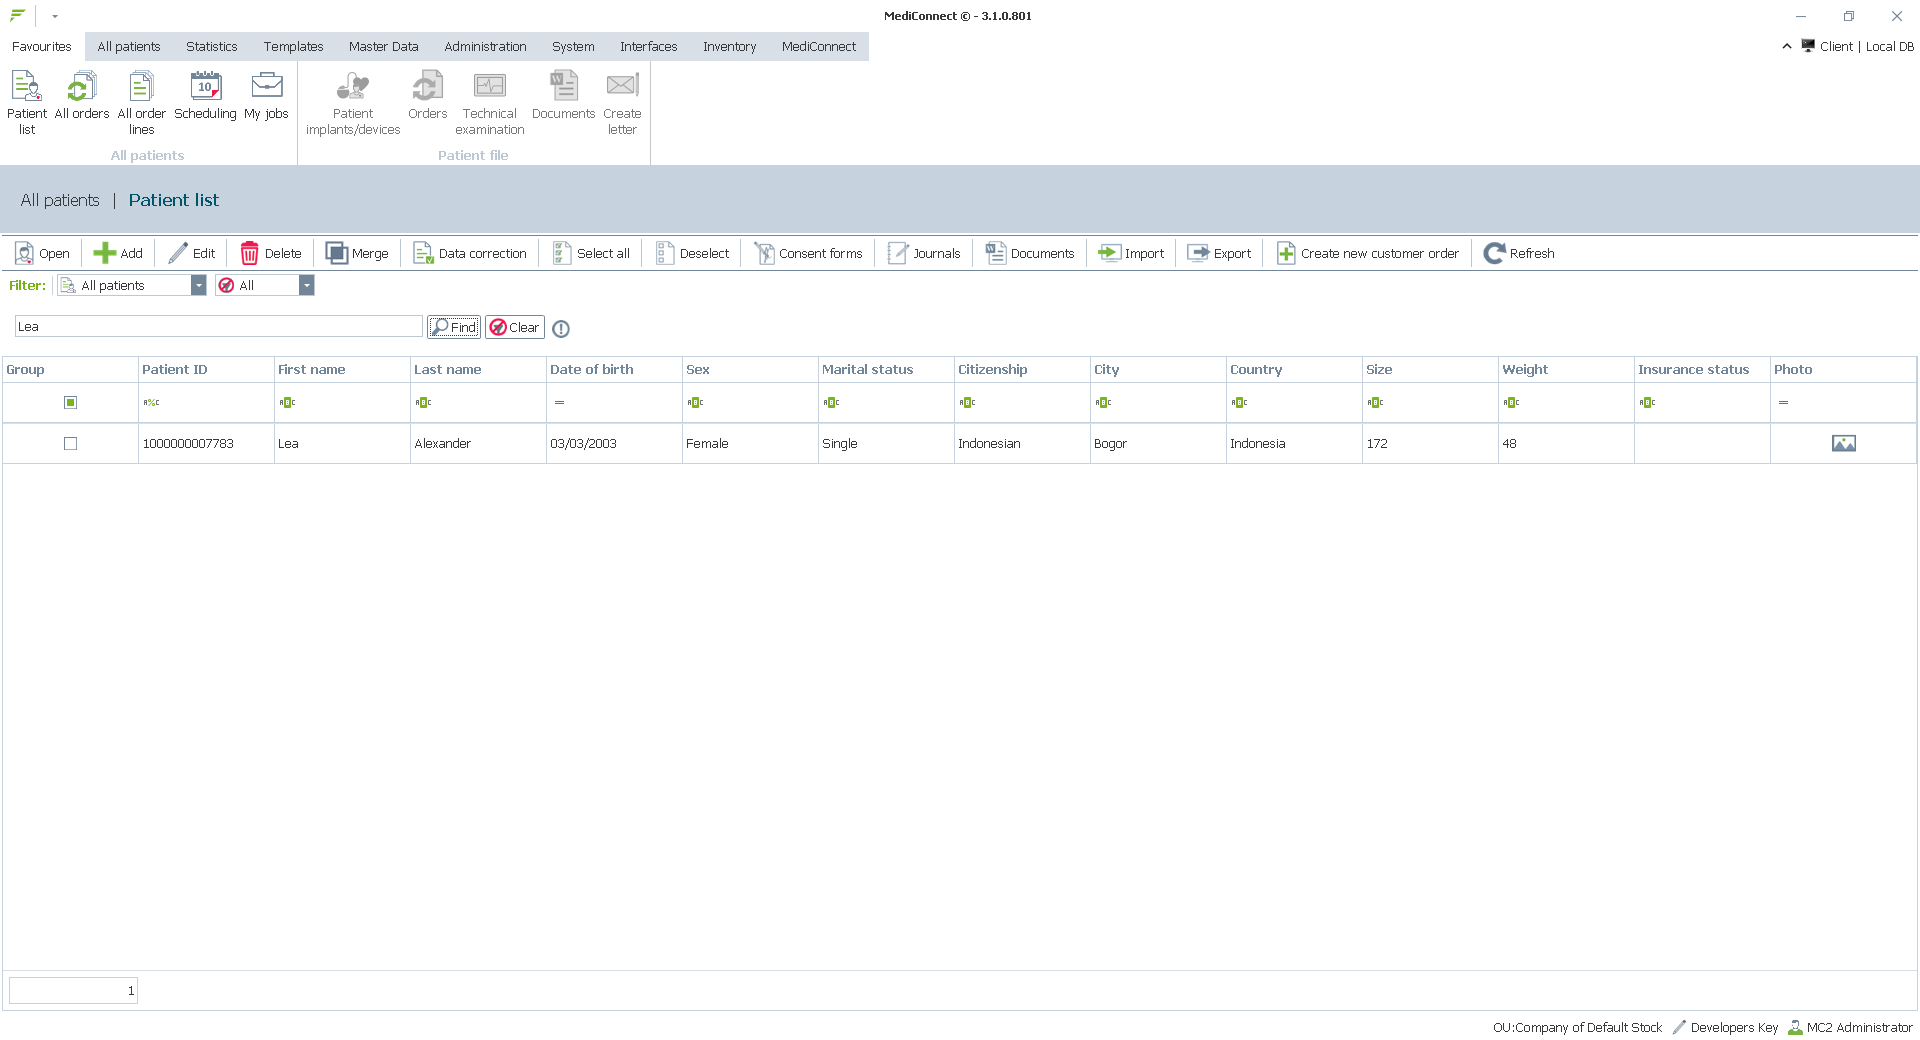 MediConnect © - 3.1.0.801
Favourites All patients Statistics Templates Master Data Administration System Interfaces Inventory MediConnect
Client | Local DB
Patient list All orders All order lines Scheduling My jobs Patient implants/devices Orders Technical examination Documents Create letter
10
All patients Patient file
All patients | Patient list
Open Add Edit Delete Merge Data correction Select all Deselect Consent forms Journals Documents Import Export Create new customer order Refresh
Filter: All patients All
Lea Find Clear
Group Patient ID First name Last name Date of birth Sex Marital status Citizenship City Country Size Weight Insurance status Photo
1000000007783 Lea Alexander 03/03/2003 Female Single Indonesian Bogor Indonesia 172 48
1
OU:Company of Default Stock Developers Key MC2 Administrator